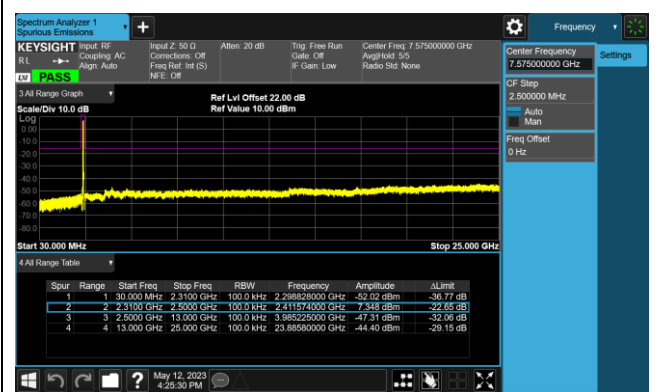 Spectrum Analyzer 1
Spurious Emissions
Frequency
KEYSIGHT Input: RF Input Z: 50 Ω Atten: 20 dB Trig: Free Run Center Freq: 7.575000000 GHz
RL Coupling: AC Corrections: Off Gate: Off Avg|Hold: 5/5
Align: Auto Freq Ref: Int (S) IF Gain: Low Radio Std: None
NFE: Off
PASS
Center Frequency
7.575000000 GHz
Settings
CF Step
2.500000 MHz
Auto
Man
Freq Offset
0 Hz
3 All Range Graph
Ref Lvl Offset 22.00 dB
Scale/Div 10.0 dB Ref Value 10.00 dBm
Log
0.00
-10.0
-20.0
-30.0
-40.0
-50.0
-60.0
-70.0
-80.0
Start 30.000 MHz Stop 25.000 GHz
4 All Range Table
Spur Range Start Freq Stop Freq RBW Frequency Amplitude ΔLimit
1 1 30.000 MHz 2.3100 GHz 100.0 kHz 2.298828000 GHz -52.02 dBm -36.77 dB
2 2 2.3100 GHz 2.5000 GHz 100.0 kHz 2.411574000 GHz 7.348 dBm -22.65 dB
3 3 2.5000 GHz 13.000 GHz 100.0 kHz 3.985225000 GHz -47.31 dBm -32.06 dB
4 4 13.000 GHz 25.000 GHz 100.0 kHz 23.88580000 GHz -44.40 dBm -29.15 dB
May 12, 2023
4:25:30 PM